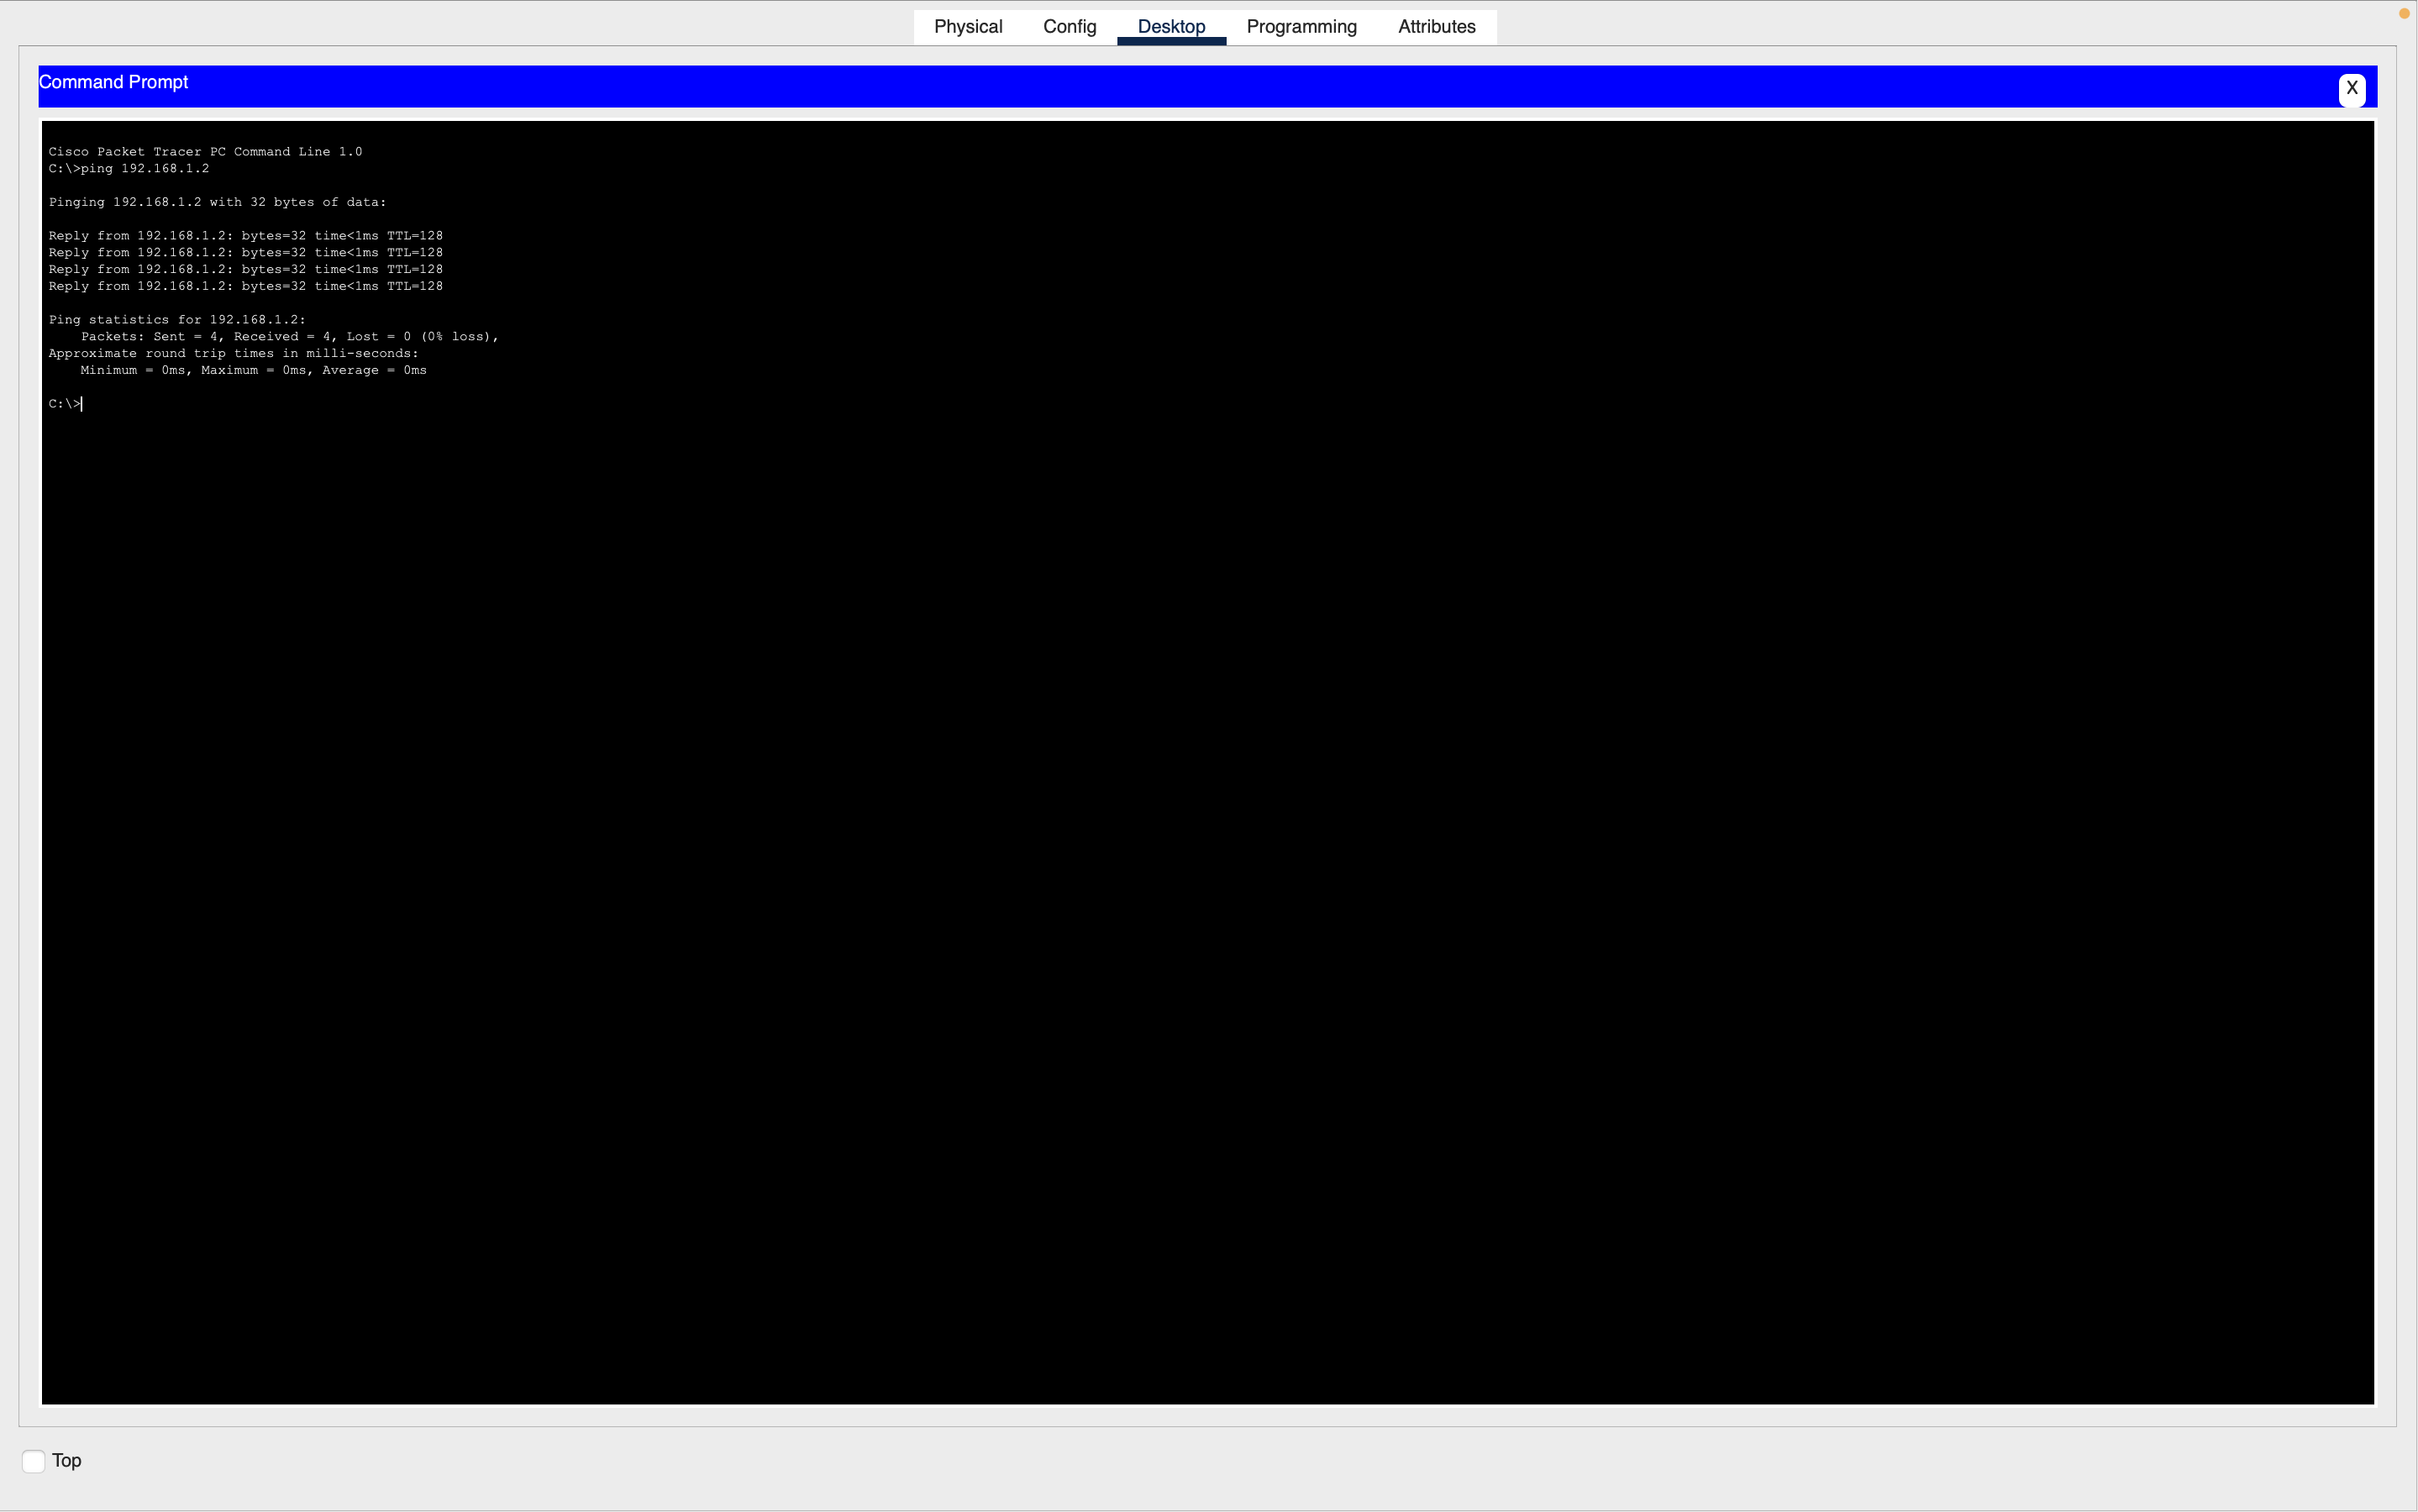 Physical Config Desktop Programming Attributes
Command Prompt
X
Cisco Packet Tracer PC Command Line 1.0
C:\>ping 192.168.1.2
Pinging 192.168.1.2 with 32 bytes of data:
Reply from 192.168.1.2: bytes=32 time<1ms TTL=128
Reply from 192.168.1.2: bytes=32 time<1ms TTL=128
Reply from 192.168.1.2: bytes=32 time<1ms TTL=128
Reply from 192.168.1.2: bytes=32 time<1ms TTL=128
Ping statistics for 192.168.1.2:
    Packets: Sent = 4, Received = 4, Lost = 0 (0% loss),
Approximate round trip times in milli-seconds:
    Minimum = 0ms, Maximum = 0ms, Average = 0ms
C:\>
Top